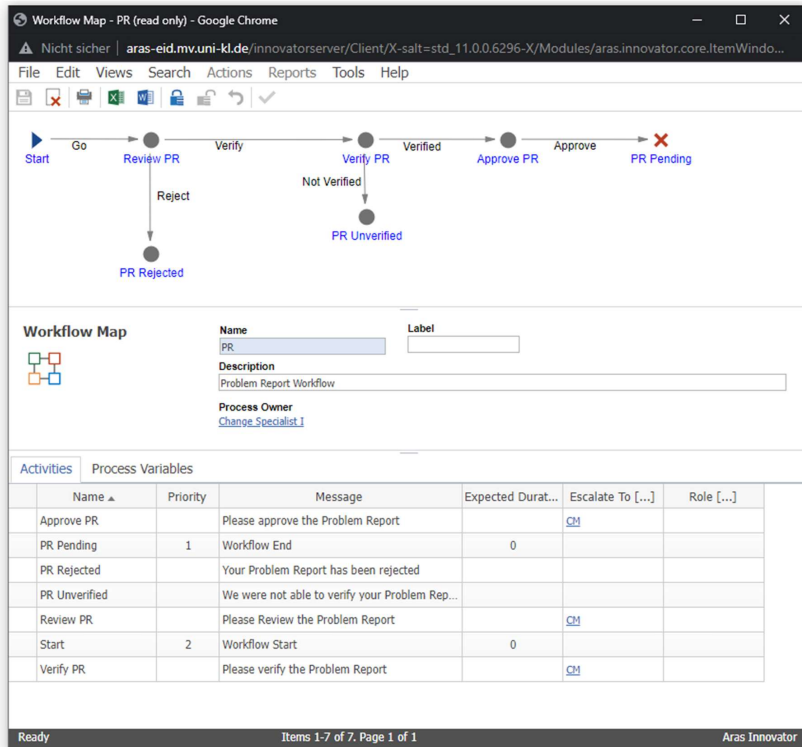 Workflow Map - PR (read only) - Google Chrome
Nicht sicher | aras-eid.mv.uni-kl.de/innovatorserver/Client/X-salt=std_11.0.0.6296-X/Modules/aras.innovator.core.ItemWindo...
File Edit Views Search Actions Reports Tools Help
Go Verify Verified Approve
Start Review PR Verify PR Approve PR PR Pending
Not Verified
Reject
PR Unverified
PR Rejected
Workflow Map
Name Label
PR
Description
Problem Report Workflow
Process Owner
Change Specialist I
Activities Process Variables
Name Priority Message Expected Durat... Escalate To [...] Role [...]
Approve PR Please approve the Problem Report CM
PR Pending 1 Workflow End 0
PR Rejected Your Problem Report has been rejected
PR Unverified We were not able to verify your Problem Rep...
Review PR Please Review the Problem Report CM
Start 2 Workflow Start 0
Verify PR Please verify the Problem Report CM
Ready Items 1-7 of 7. Page 1 of 1 Aras Innovator